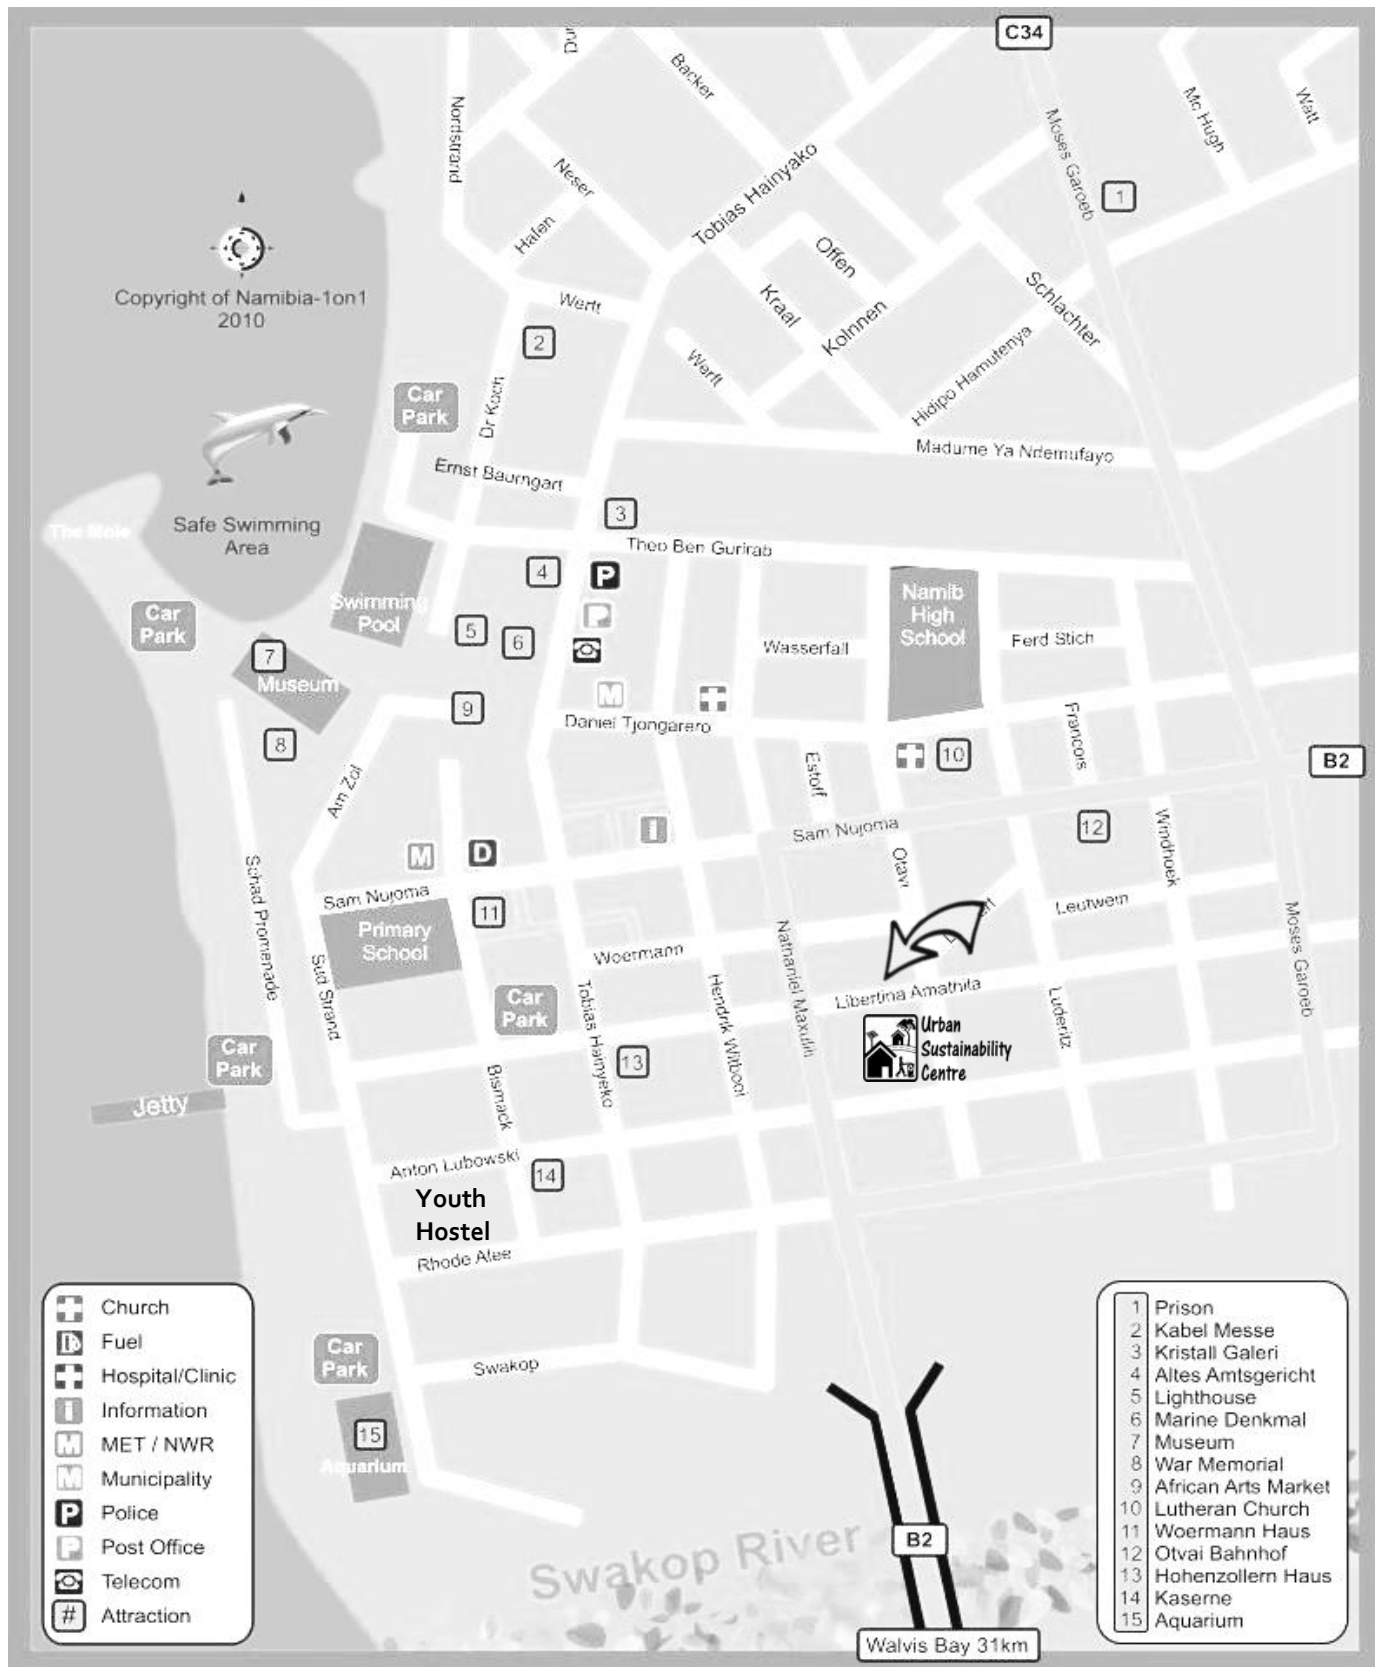 C34
Backer
Mc Hugh
Watt
Nordstrand
Moses Garoeb
1
Neser
Tobias Hainyako
Hafen
Offen
Copyright of Namibia-1on1
2010
Werft
Kraal
Schlachter
2
Kolnnen
Werft
Hidipo Hamutenya
Car
Park
Dr Koch
Madume Ya Ndemufayo
Ernst Baumgart
3
The Mole
Safe Swimming
Area
Theo Ben Gurirab
4
P
Namib
High
School
Swimming
Pool
P
Car
Park
5
6
Wasserfall
Ferd Stich
7
Museum
M
9
Daniel Tjongarero
Francois
8
10
B2
Estoff
Am Zol
12
Sam Nujoma
i
Windhoek
M
D
Otavi
Schad Promenade
Sam Nujoma
11
Leutwein
Primary
School
Moses Garoeb
Woermann
Nathaniel Maxulili
Sud Strand
Libertina Amathila
Car
Park
Tobias Hainyeko
Hendrik Witbooi
Luderitz
Urban
Sustainability
Centre
Car
Park
13
Jetty
Bismack
Anton Lubowski
14
Youth
Hostel
Rhode Alee
Car
Park
Swakop
15
Aquarium
Swakop River
B2
Walvis Bay 31km
Church
Fuel
Hospital/Clinic
i Information
M MET / NWR
M Municipality
P Police
P Post Office
Telecom
# Attraction
1 Prison
2 Kabel Messe
3 Kristall Galeri
4 Altes Amtsgericht
5 Lighthouse
6 Marine Denkmal
7 Museum
8 War Memorial
9 African Arts Market
10 Lutheran Church
11 Woermann Haus
12 Otvai Bahnhof
13 Hohenzollern Haus
14 Kaserne
15 Aquarium